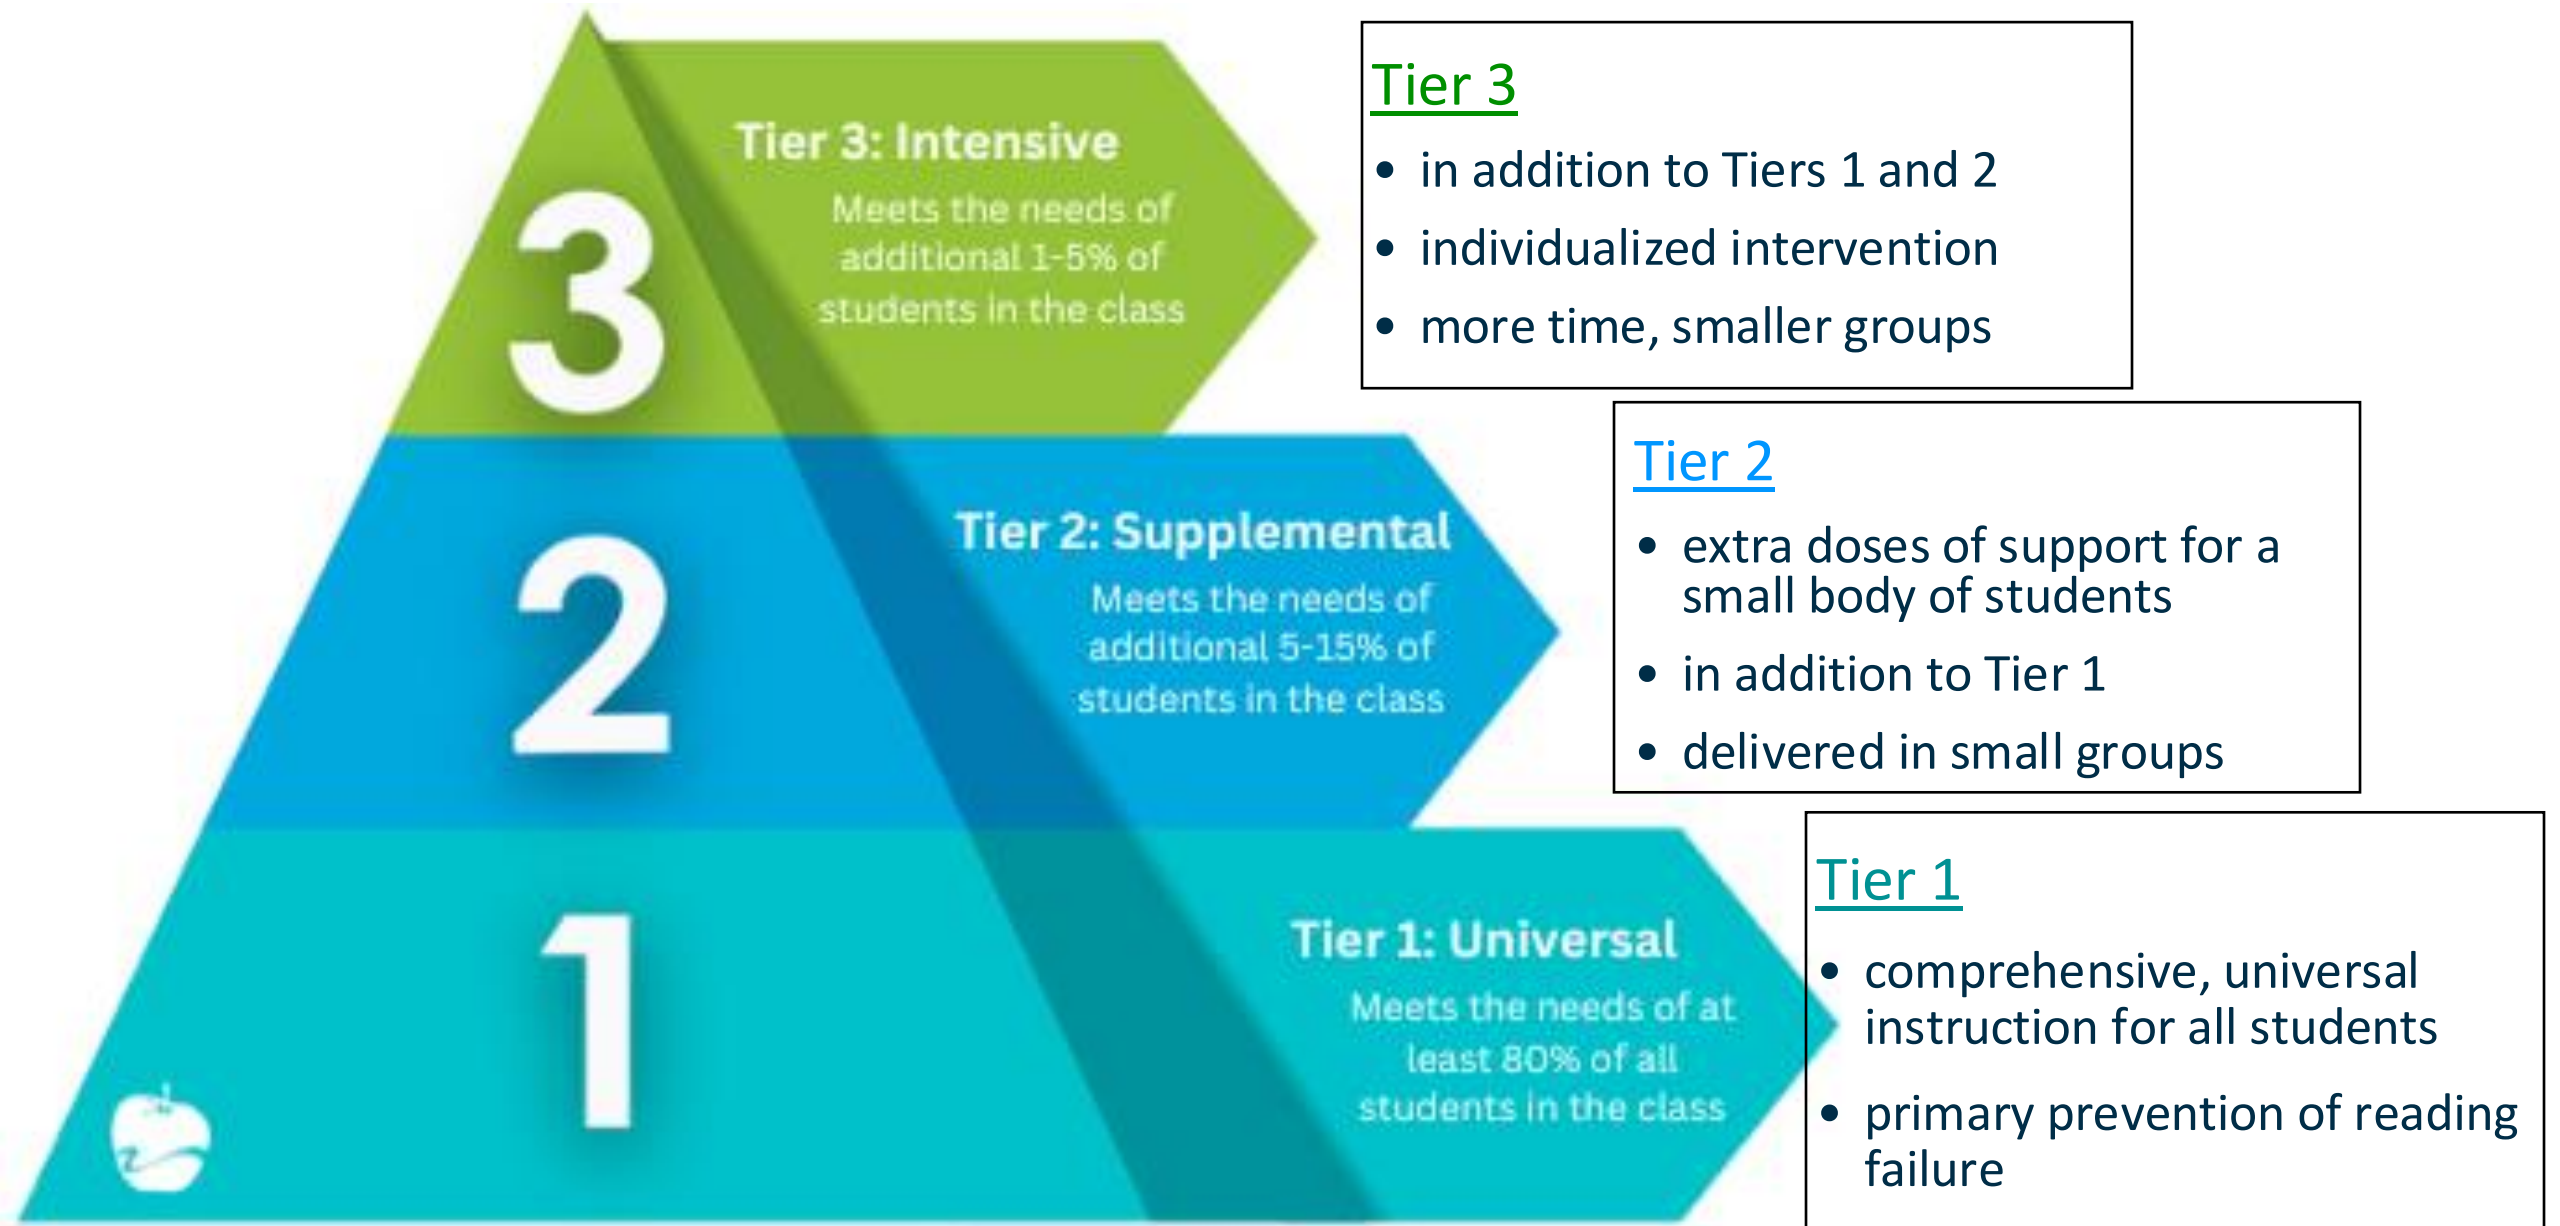 3
Tier 3: Intensive
Meets the needs of
additional 1-5% of
students in the class
Tier 3
• in addition to Tiers 1 and 2
• individualized intervention
• more time, smaller groups
2
Tier 2: Supplemental
Meets the needs of
additional 5-15% of
students in the class
Tier 2
• extra doses of support for a
small body of students
• in addition to Tier 1
• delivered in small groups
1
Tier 1: Universal
Meets the needs of at
least 80% of all
students in the class
Tier 1
• comprehensive, universal
instruction for all students
• primary prevention of reading
failure